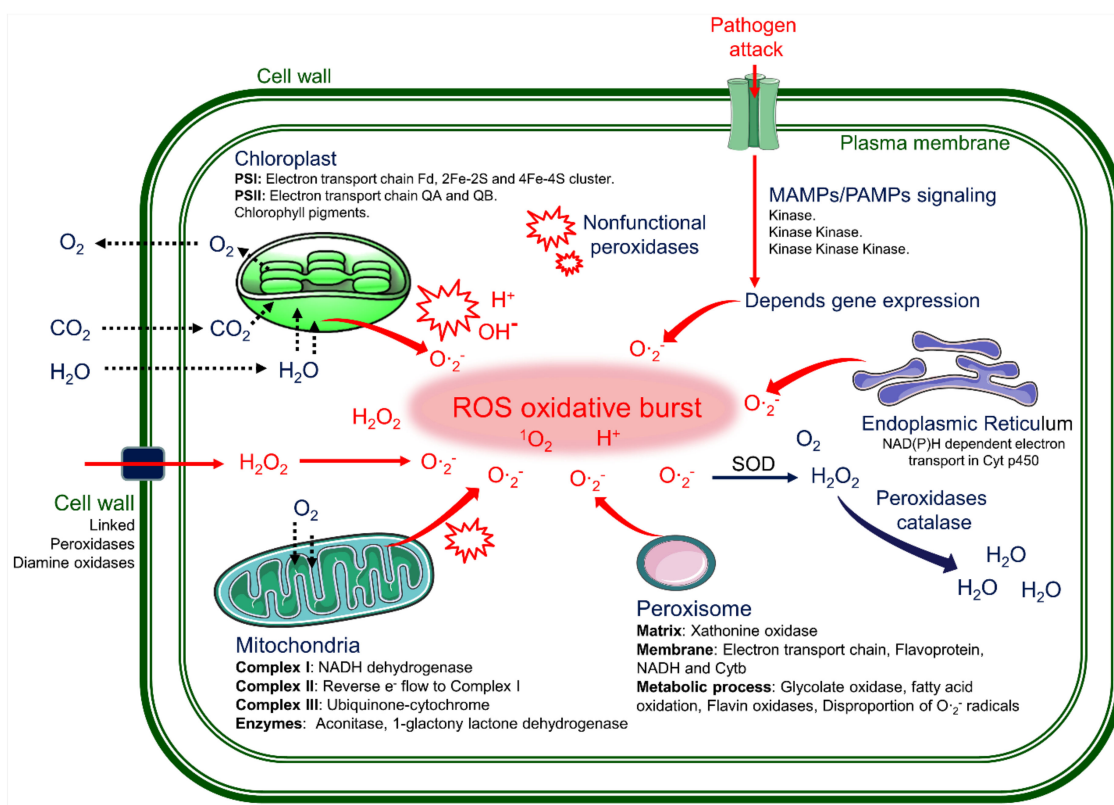 Pathogen
attack
Cell wall
Plasma membrane
Chloroplast
PSI: Electron transport chain Fd, 2Fe-2S and 4Fe-4S cluster.
PSII: Electron transport chain QA and QB.
Chlorophyll pigments.
MAMPs/PAMPs signaling
Kinase.
Kinase Kinase.
Kinase Kinase Kinase.
Nonfunctional
peroxidases
O₂
O₂
CO₂
CO₂
H₂O
H₂O
H⁺
OH⁻
O·₂⁻
Depends gene expression
O·₂⁻
O·₂⁻
Endoplasmic Reticulum
NAD(P)H dependent electron
transport in Cyt p450
H₂O₂
ROS oxidative burst
¹O₂
H⁺
H₂O₂
O·₂⁻
O·₂⁻
O·₂⁻
O·₂⁻
SOD
O₂
H₂O₂
Peroxidases
catalase
H₂O
H₂O
H₂O
Cell wall
Linked
Peroxidases
Diamine oxidases
O₂
Mitochondria
Complex I: NADH dehydrogenase
Complex II: Reverse e⁻ flow to Complex I
Complex III: Ubiquinone-cytochrome
Enzymes: Aconitase, 1-glactony lactone dehydrogenase
Peroxisome
Matrix: Xathonine oxidase
Membrane: Electron transport chain, Flavoprotein,
NADH and Cytb
Metabolic process: Glycolate oxidase, fatty acid
oxidation, Flavin oxidases, Disproportion of O·₂⁻ radicals